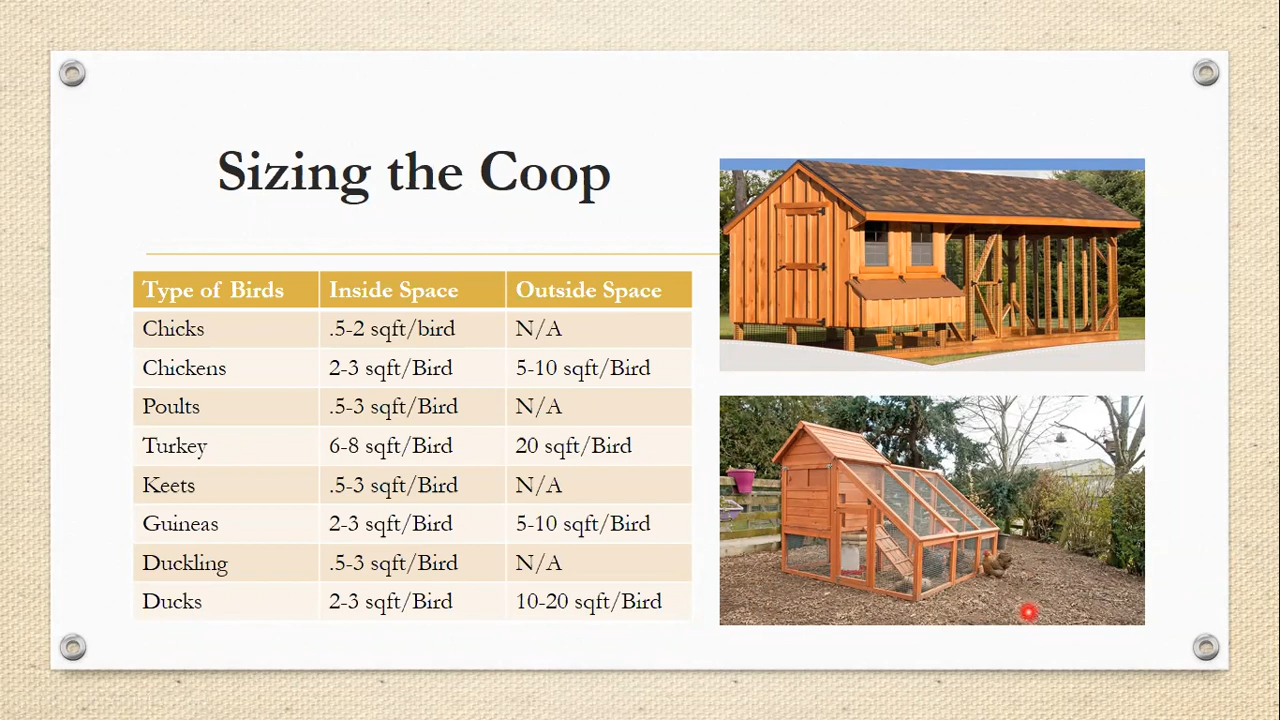 Sizing the Coop
Type of Birds Inside Space Outside Space
Chicks .5-2 sqft/bird N/A
Chickens 2-3 sqft/Bird 5-10 sqft/Bird
Poults .5-3 sqft/Bird N/A
Turkey 6-8 sqft/Bird 20 sqft/Bird
Keets .5-3 sqft/Bird N/A
Guineas 2-3 sqft/Bird 5-10 sqft/Bird
Duckling .5-3 sqft/Bird N/A
Ducks 2-3 sqft/Bird 10-20 sqft/Bird